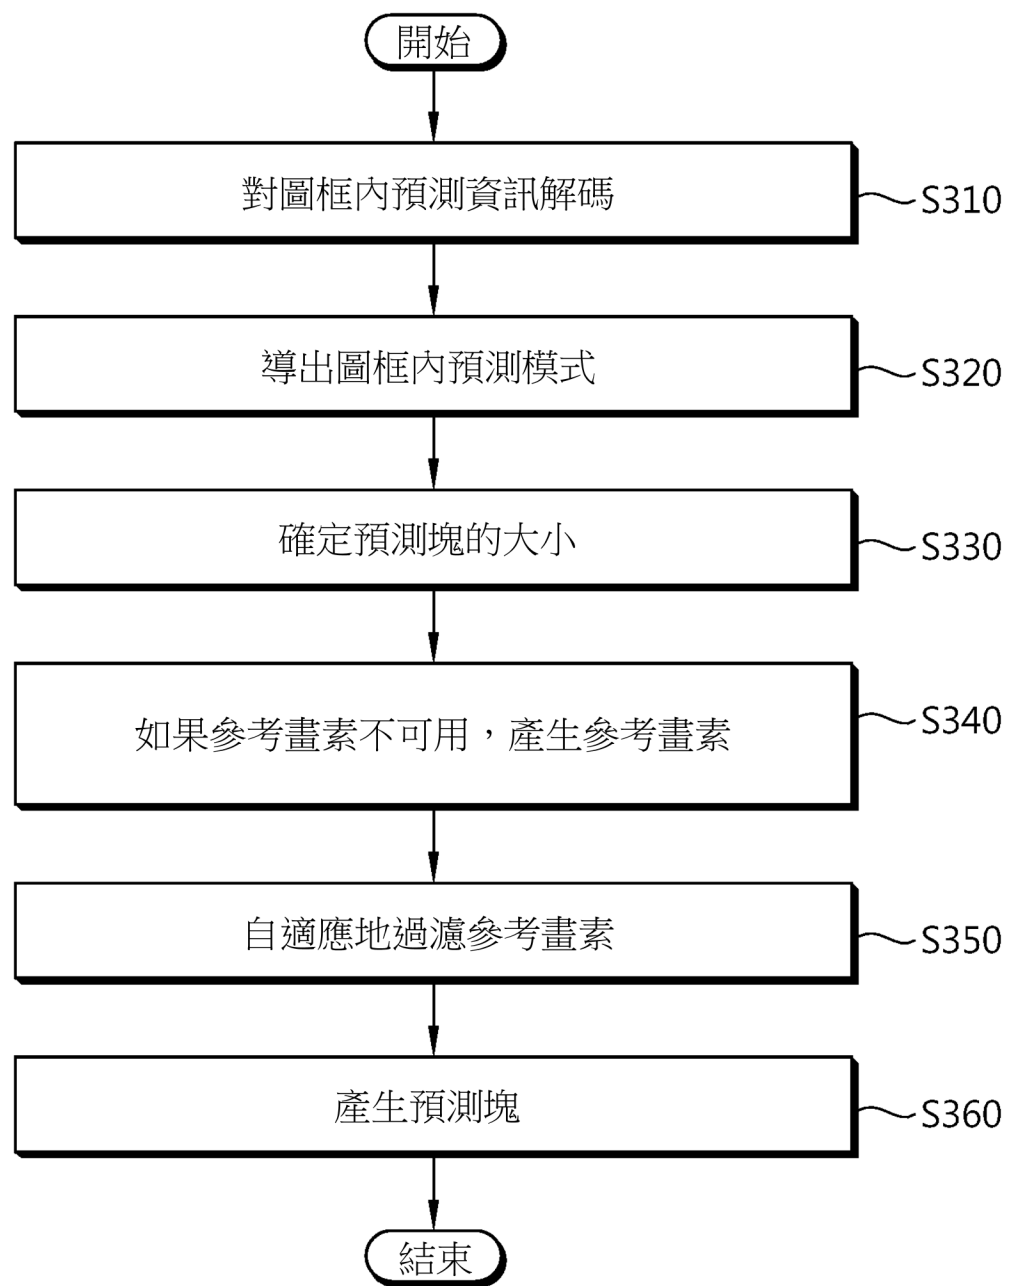 開始
對圖框內預測資訊解碼
S310
導出圖框內預測模式
S320
確定預測塊的大小
S330
如果參考畫素不可用，產生參考畫素
S340
自適應地過濾參考畫素
S350
產生預測塊
S360
結束